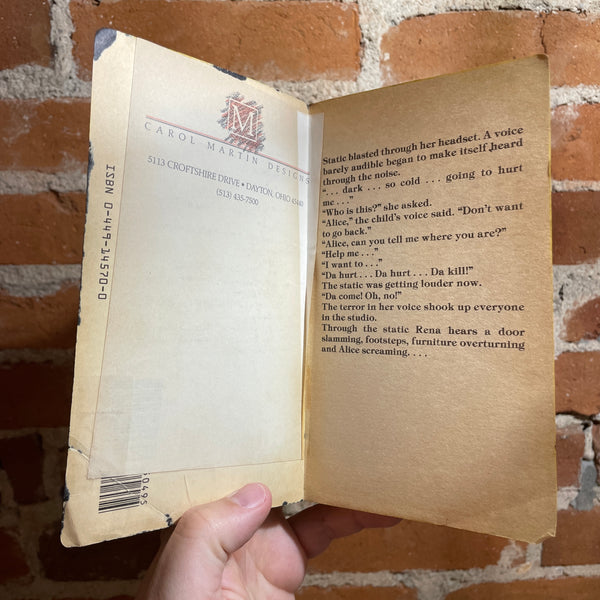 ISBN 0-449-14570-0
M
CAROL MARTIN DESIGNS
5113 CROFTSHIRE DRIVE • DAYTON, OHIO 45440
(513) 435-7500
50495
Static blasted through her headset. A voice
barely audible began to make itself heard
through the noise.
“. . . dark . . . so cold . . . going to hurt
me . . .”
“Who is this?” she asked.
“Alice,” the child’s voice said. “Don’t want
to go back.”
“Alice, can you tell me where you are?”
“Help me . . .”
“I want to . . .”
“Da hurt . . . Da hurt . . . Da kill!”
The static was getting louder now.
“Da come! Oh, no!”
The terror in her voice shook up everyone
in the studio.
Through the static Rena hears a door
slamming, footsteps, furniture overturning
and Alice screaming. . . .